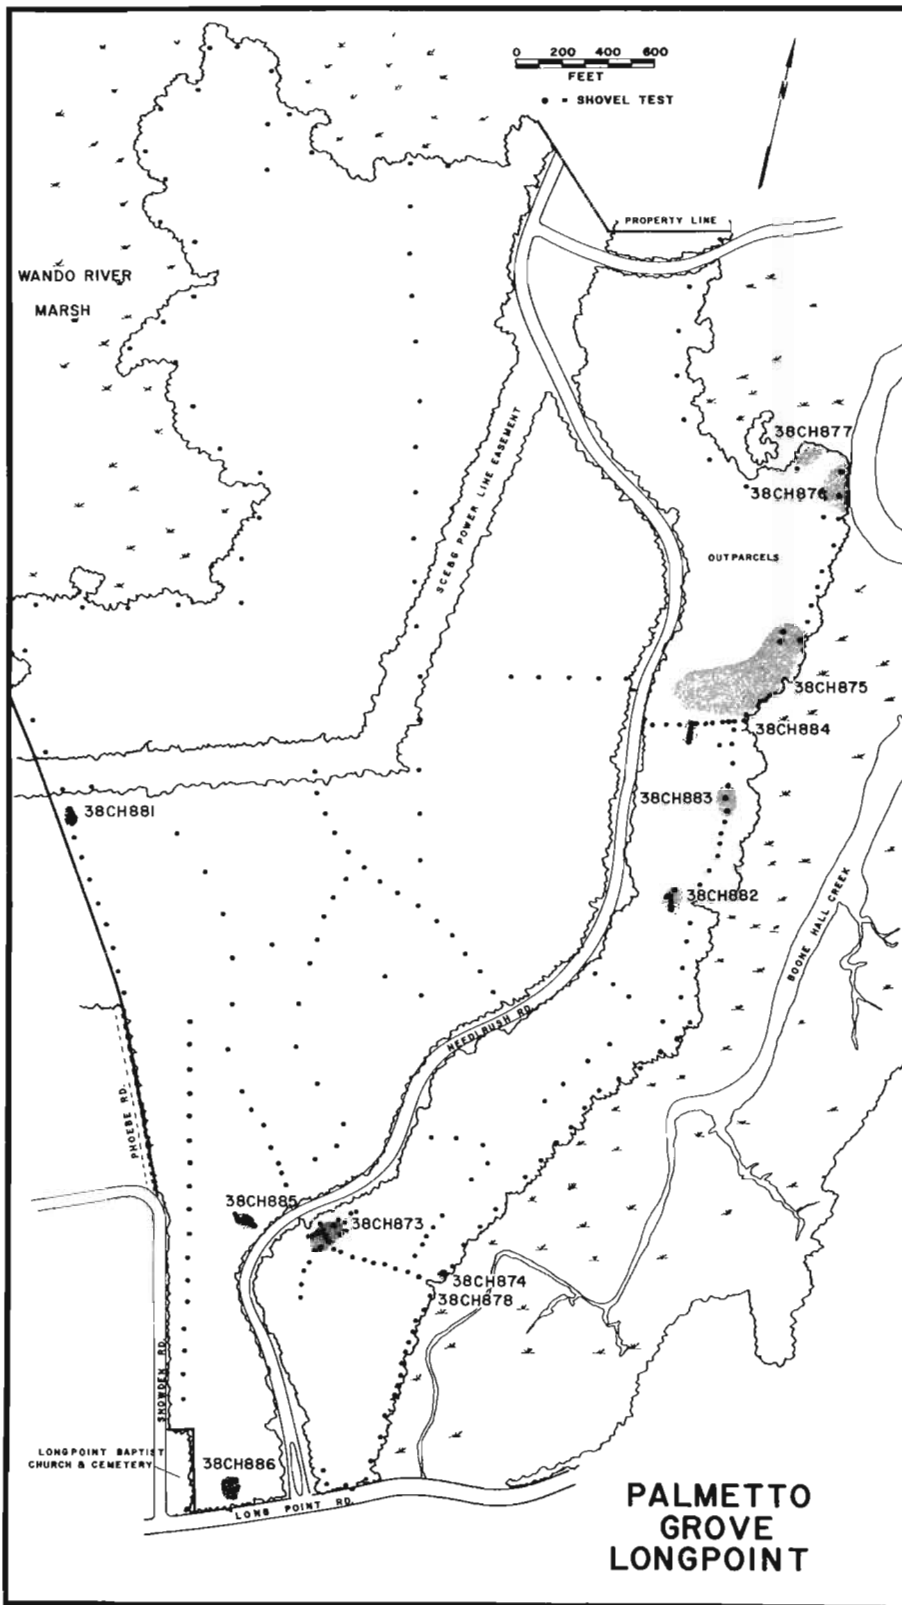 0 200 400 600
FEET
• - SHOVEL TEST
N
PROPERTY LINE
WANDO RIVER
MARSH
SCE&G POWER LINE EASEMENT
38CH877
38CH876
OUTPARCELS
38CH875
38CH884
38CH883
38CH881
38CH882
BOONE HALL CREEK
NEEDLRUSH RD.
PHOEBE RD.
38CH885
38CH873
38CH874
38CH878
SNOWDEN RD.
LONGPOINT BAPTIST
CHURCH & CEMETERY
38CH886
LONG POINT RD.
PALMETTO
GROVE
LONGPOINT